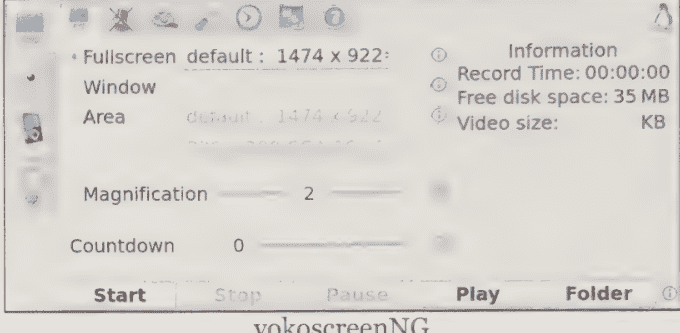 Fullscreen default : 1474 x 922
Information
Record Time: 00:00:00
Window
Free disk space: 35 MB
Area default : 1474 x 922
Video size: KB
Magnification 2
Countdown 0
Start Stop Pause Play Folder
vokoscreenNG